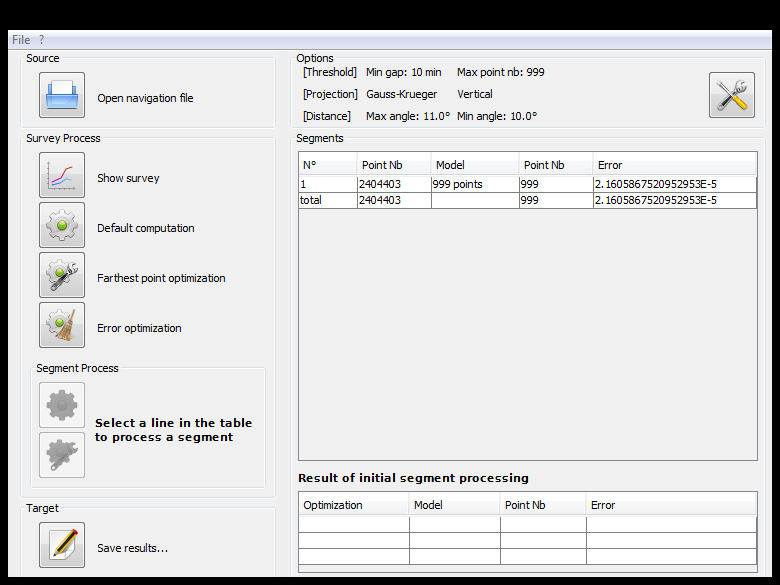 File ?
Source
Open navigation file
Survey Process
Show survey
Default computation
Farthest point optimization
Error optimization
Segment Process
Select a line in the table
to process a segment
Target
Save results...
Options
[Threshold] Min gap: 10 min Max point nb: 999
[Projection] Gauss-Krueger Vertical
[Distance] Max angle: 11.0° Min angle: 10.0°
Segments
N° Point Nb Model Point Nb Error
1 2404403 999 points 999 2.1605867520952953E-5
total 2404403 999 2.1605867520952953E-5
Result of initial segment processing
Optimization Model Point Nb Error